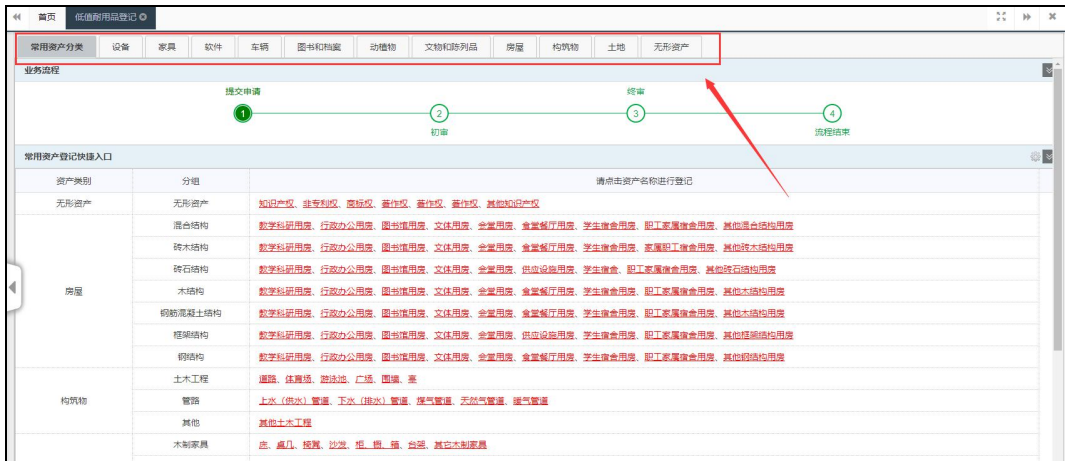 首页 低值耐用品登记
常用资产分类 设备 家具 软件 车辆 图书和档案 动植物 文物和陈列品 房屋 构筑物 土地 无形资产
业务流程
提交申请 终审
1 2 3 4
初审 流程结束
常用资产登记快捷入口
资产类别 分组 请点击资产名称进行登记
无形资产 无形资产 知识产权、非专利权、商标权、著作权、著作权、著作权、其他知识产权
混合结构 教学科研用房、行政办公用房、图书馆用房、文体用房、会堂用房、食堂餐厅用房、学生宿舍用房、职工家属宿舍用房、其他混合结构用房
砖木结构 教学科研用房、行政办公用房、图书馆用房、文体用房、会堂用房、食堂餐厅用房、学生宿舍用房、家属职工宿舍用房、其他砖木结构用房
砖石结构 教学科研用房、行政办公用房、图书馆用房、文体用房、会堂用房、供应设施用房、学生宿舍、职工家属宿舍用房、其他砖石结构用房
房屋 木结构 教学科研用房、行政办公用房、图书馆用房、文体用房、会堂用房、食堂餐厅用房、学生宿舍用房、职工家属宿舍用房、其他木结构用房
钢筋混凝土结构 教学科研用房、行政办公用房、图书馆用房、文体用房、会堂用房、食堂餐厅用房、学生宿舍用房、职工家属宿舍用房、其他木结构用房
框架结构 教学科研用房、行政办公用房、图书馆用房、文体用房、会堂用房、供应设施用房、学生宿舍用房、职工家属宿舍用房、其他框架结构用房
钢结构 教学科研用房、行政办公用房、图书馆用房、文体用房、会堂用房、食堂餐厅用房、学生宿舍用房、职工家属宿舍用房、其他钢结构用房
土木工程 道路、体育场、游泳池、广场、围墙、亭
构筑物 管路 上水（供水）管道、下水（排水）管道、煤气管道、天然气管道、暖气管道
其他 其他土木工程
木制家具 床、桌几、椅凳、沙发、柜、橱、箱、台架、其它木制家具